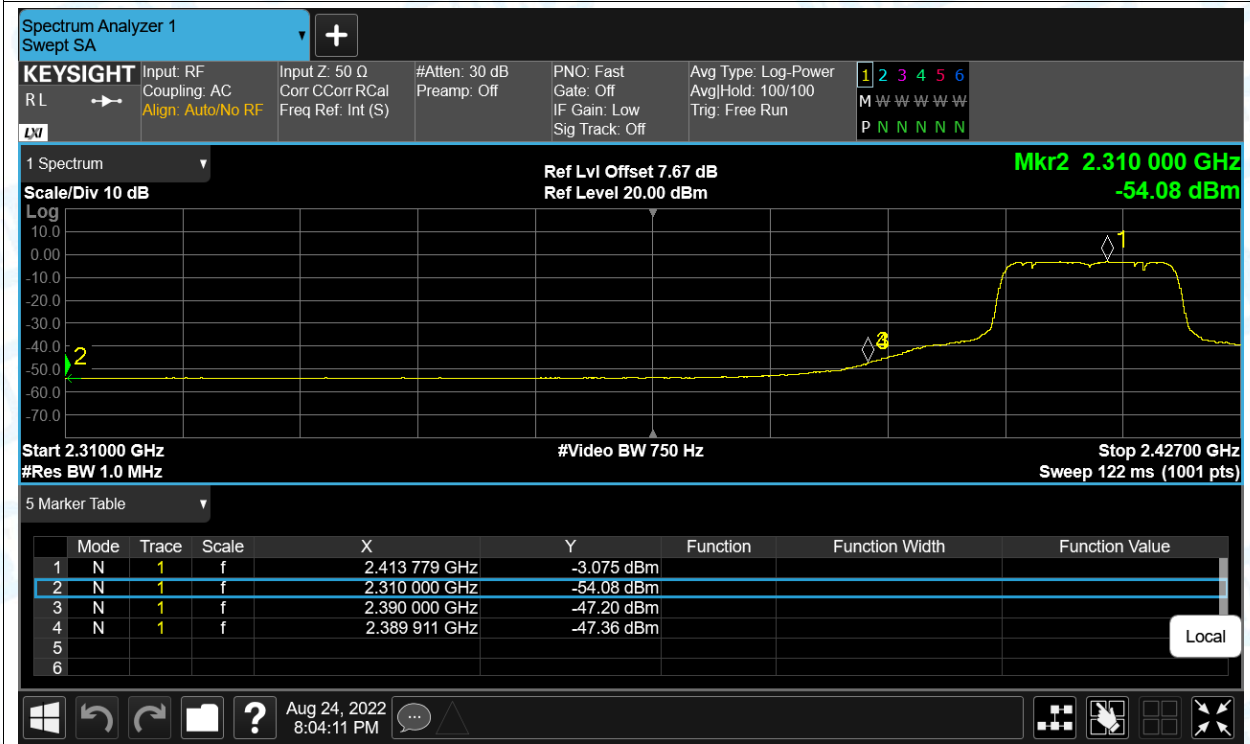 Spectrum Analyzer 1
Swept SA
+
KEYSIGHT Input: RF Input Z: 50 Ω #Atten: 30 dB PNO: Fast Avg Type: Log-Power 1 2 3 4 5 6
R L Coupling: AC Corr CCorr RCal Preamp: Off Gate: Off Avg|Hold: 100/100 M W W W W W W
Align: Auto/No RF Freq Ref: Int (S) IF Gain: Low Trig: Free Run
LXI Sig Track: Off P N N N N N N
1 Spectrum
Ref Lvl Offset 7.67 dB Mkr2 2.310 000 GHz
Scale/Div 10 dB Ref Level 20.00 dBm -54.08 dBm
Log
10.0
0.00
-10.0
-20.0
-30.0
-40.0
-50.0
-60.0
-70.0
1
2
Start 2.31000 GHz #Video BW 750 Hz Stop 2.42700 GHz
#Res BW 1.0 MHz Sweep 122 ms (1001 pts)
5 Marker Table
Mode Trace Scale X Y Function Function Width Function Value
1 N 1 f 2.413 779 GHz -3.075 dBm
2 N 1 f 2.310 000 GHz -54.08 dBm
3 N 1 f 2.390 000 GHz -47.20 dBm
4 N 1 f 2.389 911 GHz -47.36 dBm
5
6
Local
? Aug 24, 2022
8:04:11 PM